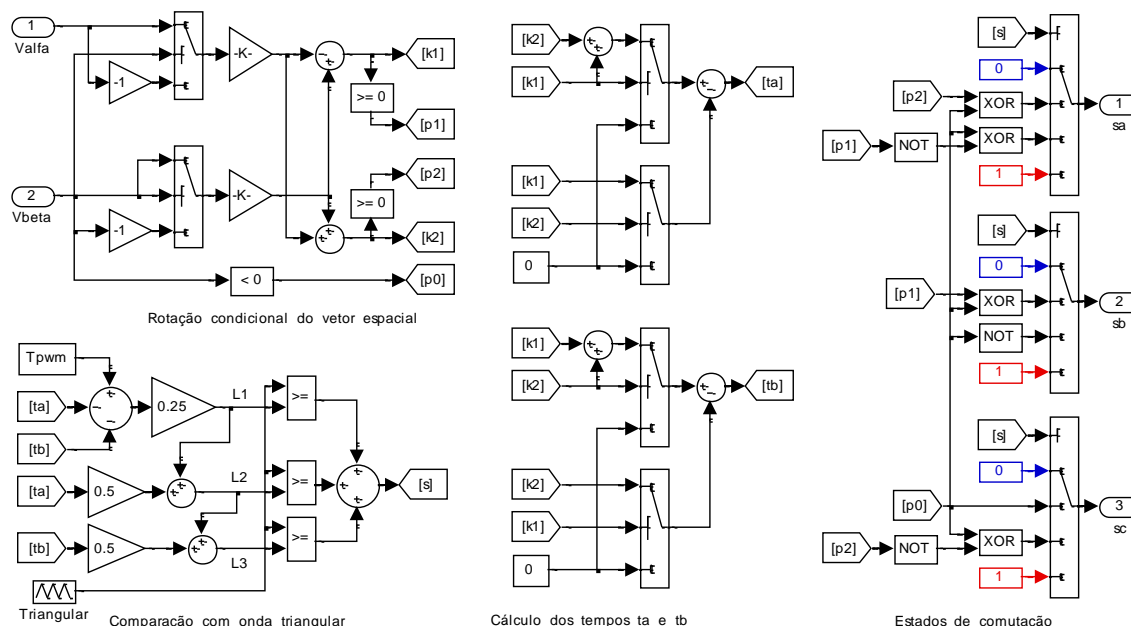 1
Valfa
-1
-K-
[k1]
>= 0
[p1]
2
Vbeta
-1
-K-
[p2]
>= 0
[k2]
< 0
[p0]
Rotação condicional do vetor espacial
Tpwm
[ta]
[tb]
0.25
L1
>=
[ta]
0.5
L2
>=
[s]
[tb]
0.5
L3
>=
Triangular
Comparação com onda triangular
[k2]
[k1]
[ta]
[k1]
[k2]
0
[k1]
[k2]
[tb]
[k2]
[k1]
0
Cálculo dos tempos ta e tb
[s]
0
[p2]
XOR
[p1]
NOT
XOR
1
1
sa
[s]
0
[p1]
XOR
NOT
1
2
sb
[s]
0
[p0]
[p2]
NOT
XOR
1
3
sc
Estados de comutação